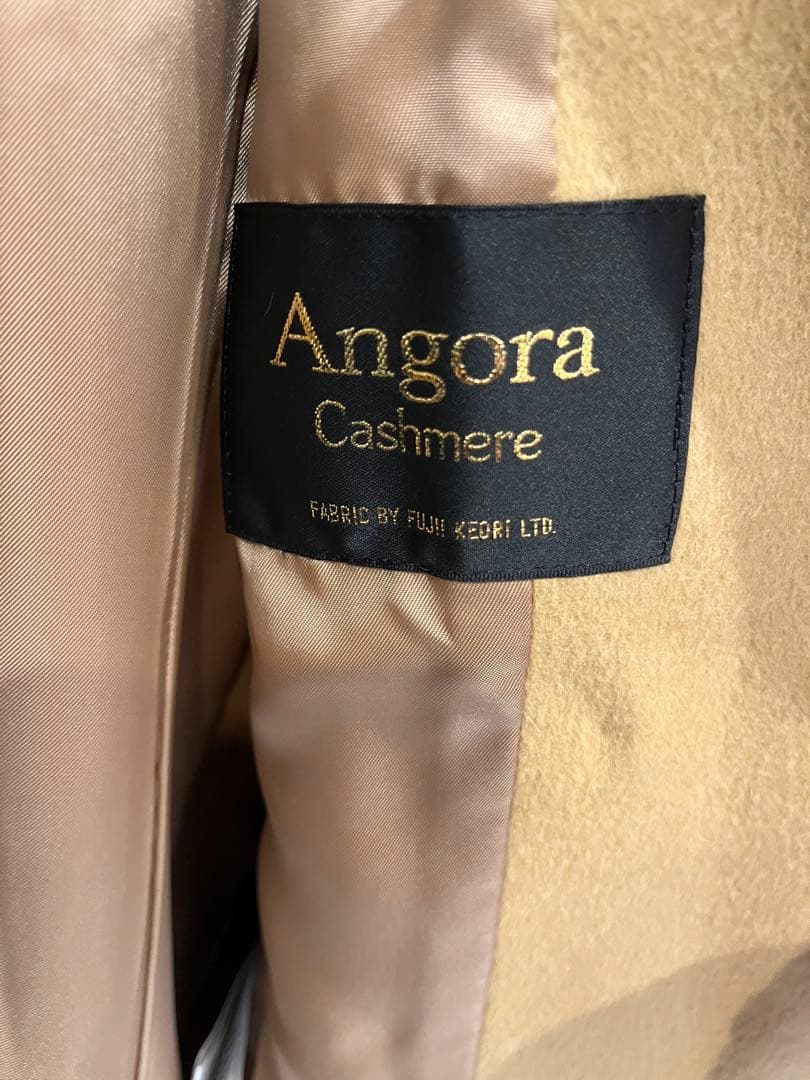 Angora
Cashmere
FABRIC BY FUJII KEORI LTD.